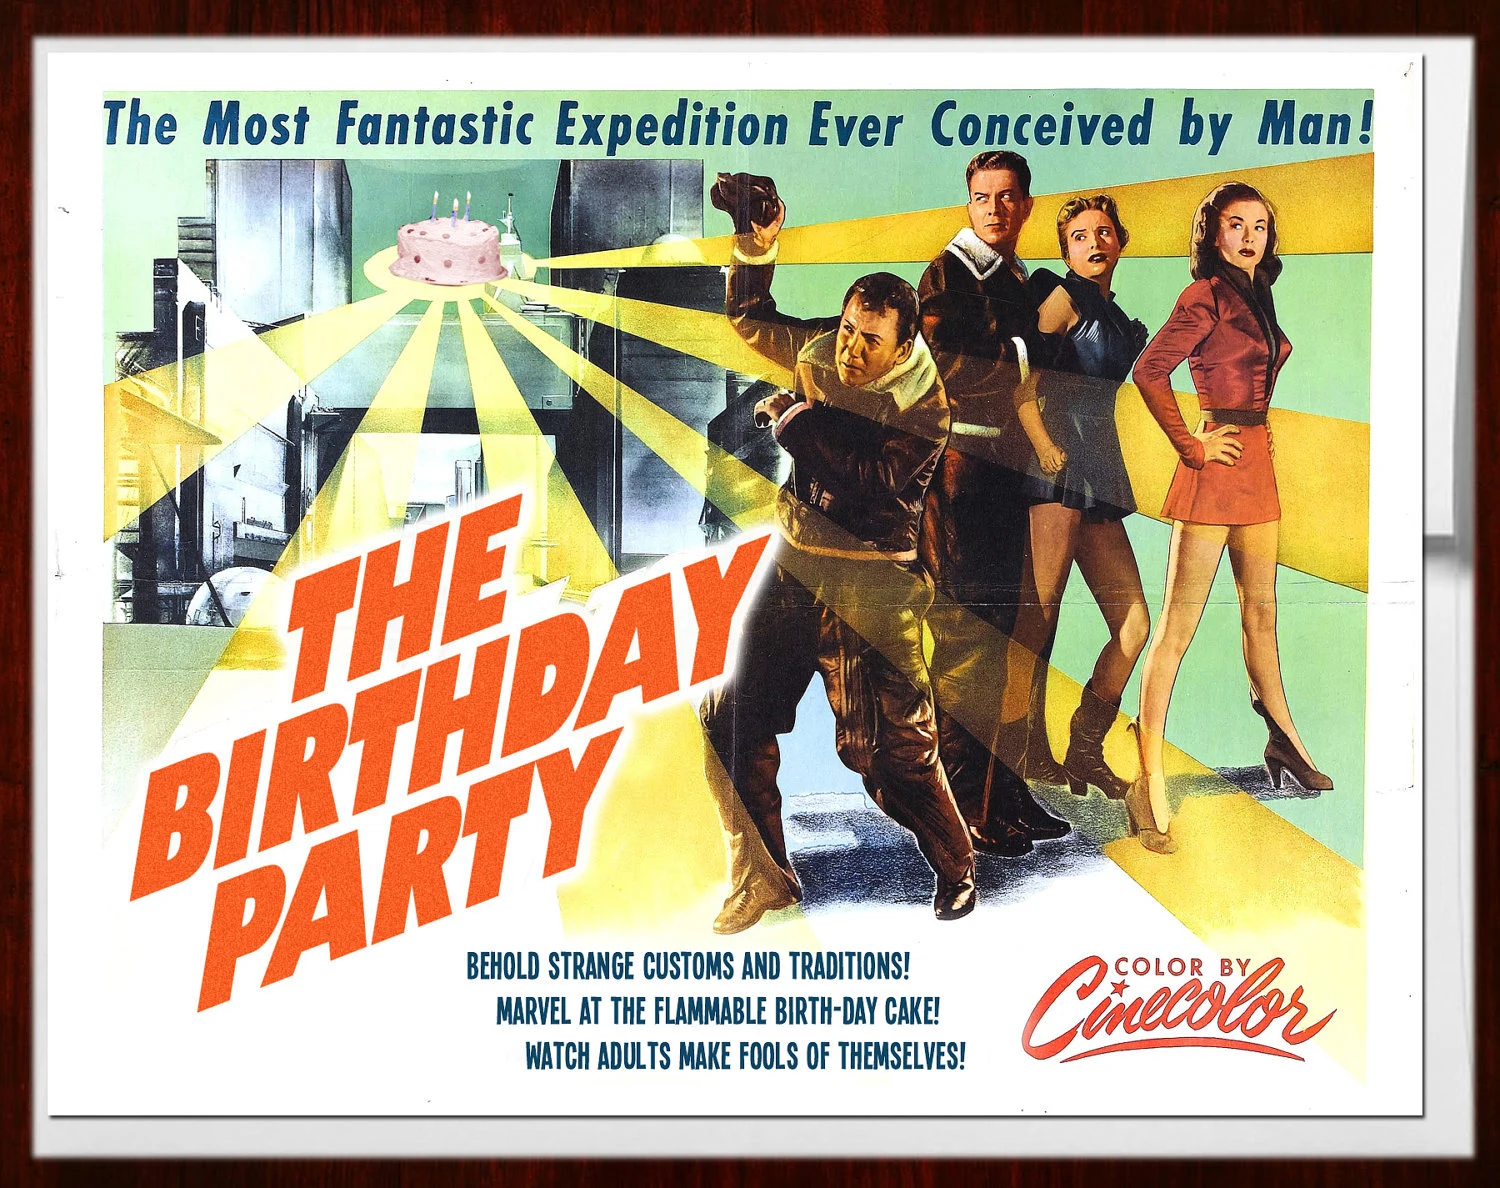 The Most Fantastic Expedition Ever Conceived by Man!
THE
BIRTHDAY
PARTY
BEHOLD STRANGE CUSTOMS AND TRADITIONS!
MARVEL AT THE FLAMMABLE BIRTH-DAY CAKE!
WATCH ADULTS MAKE FOOLS OF THEMSELVES!
COLOR BY
Cinecolor